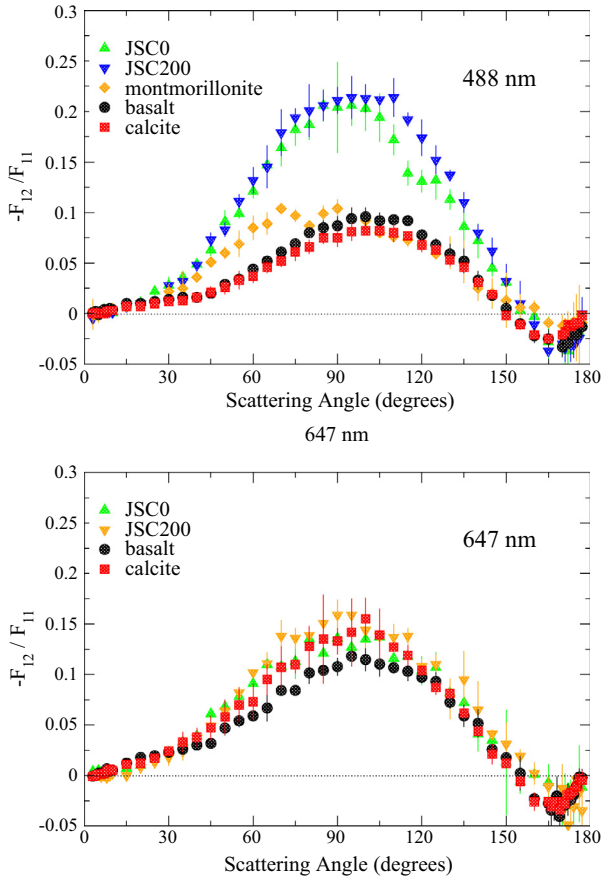 0.3
0.25
0.2
0.15
0.1
0.05
0
-0.05
-F12/F11
JSC0
JSC200
montmorillonite
basalt
calcite
488 nm
0 30 60 90 120 150 180
Scattering Angle (degrees)
647 nm
0.3
0.25
0.2
0.15
0.1
0.05
0
-0.05
-F12 / F11
JSC0
JSC200
basalt
calcite
647 nm
0 30 60 90 120 150 180
Scattering Angle (degrees)